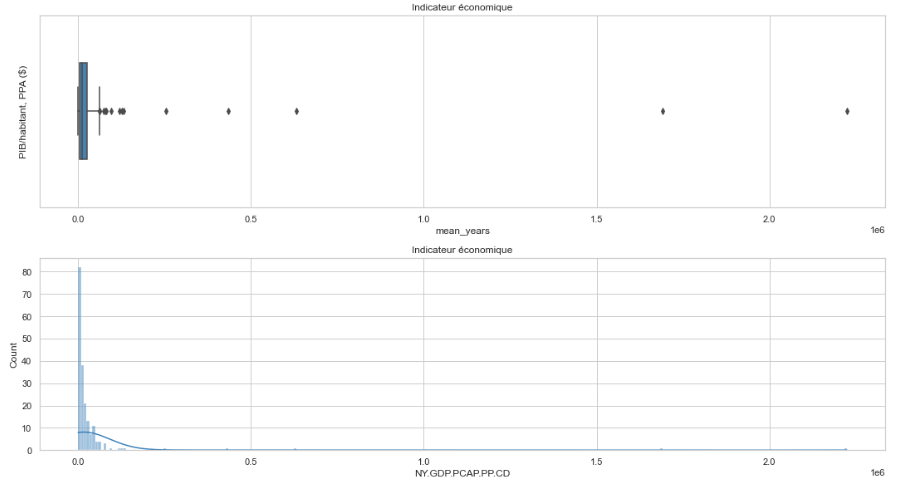 Indicateur économique
PIB/habitant, PPA ($)
0.0 0.5 1.0 1.5 2.0
1e6
mean_years
Indicateur économique
Count
80
70
60
50
40
30
20
10
0
0.0 0.5 1.0 1.5 2.0
1e6
NY.GDP.PCAP.PP.CD